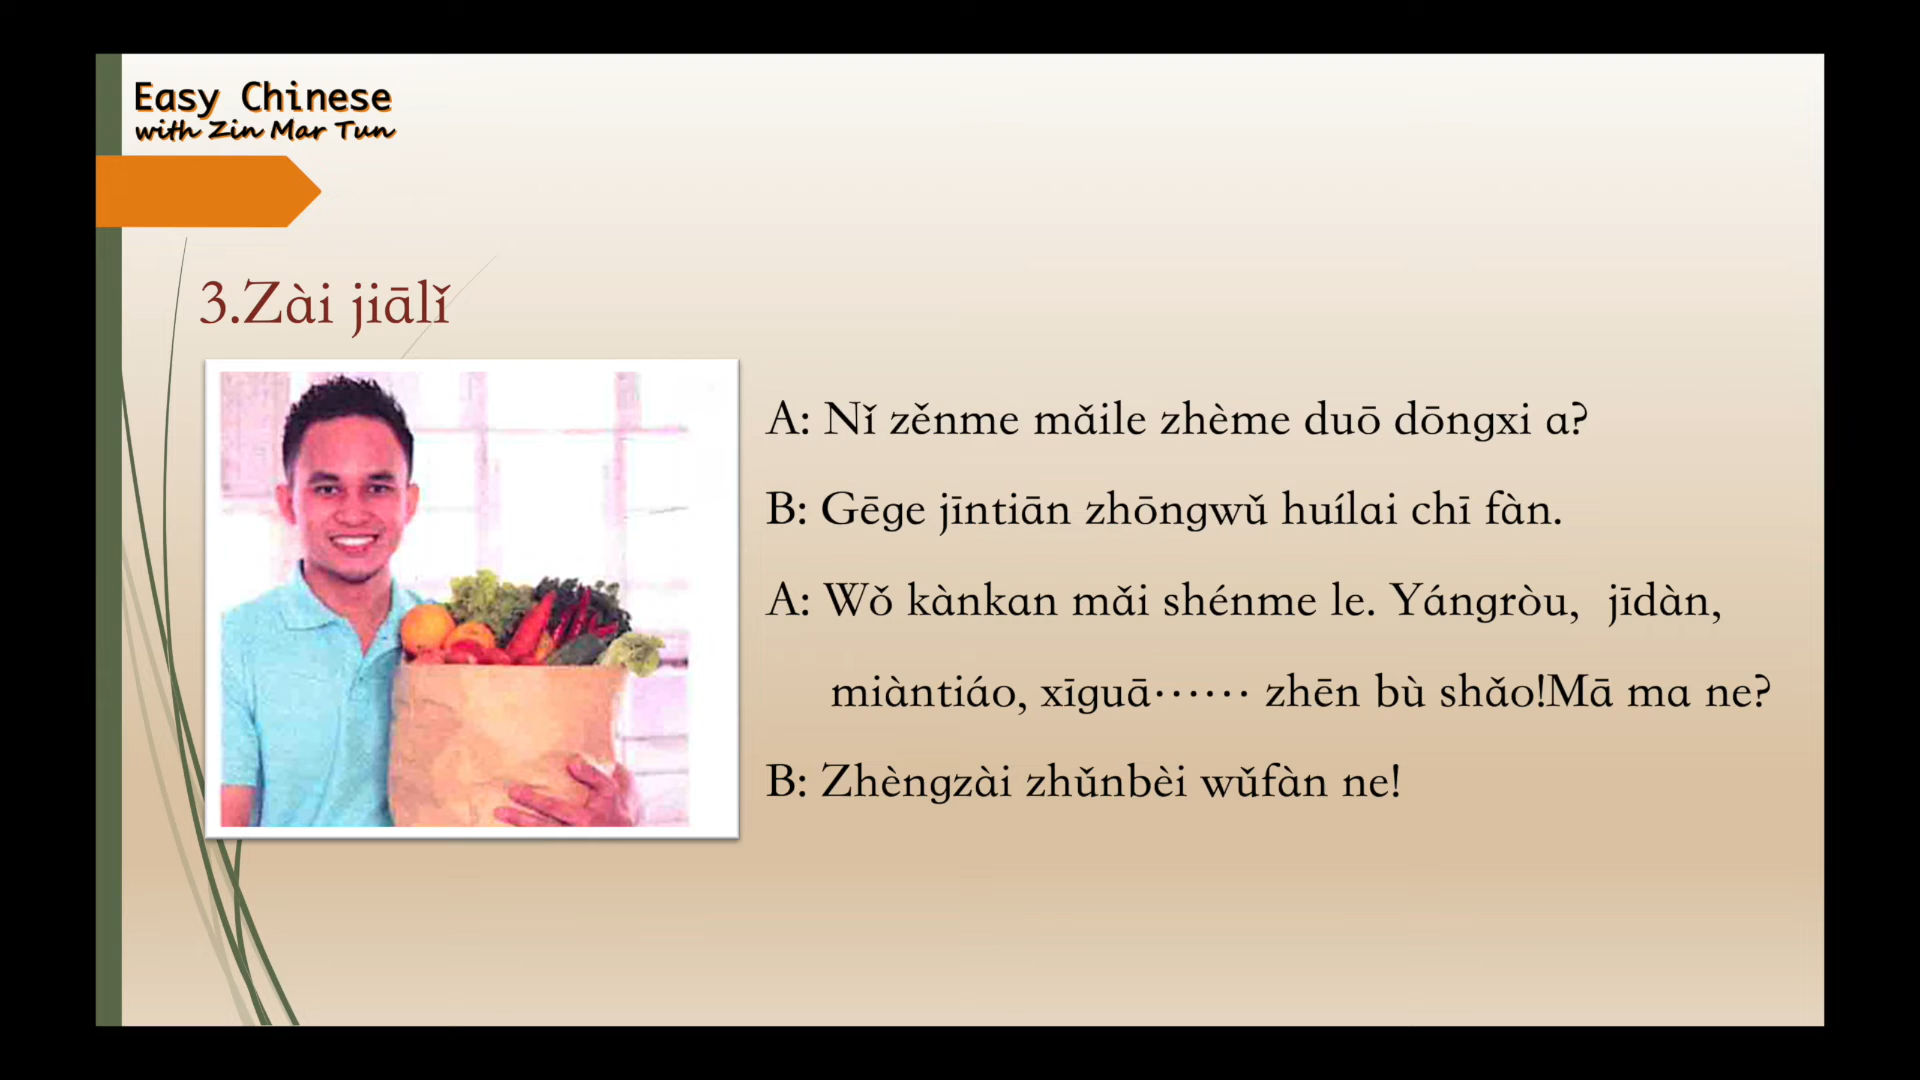 Easy Chinese
with Zin Mar Tun
3.Zài jiālǐ
A: Nǐ zěnme mǎile zhème duō dōngxi a?
B: Gēge jīntiān zhōngwǔ huílai chī fàn.
A: Wǒ kànkan mǎi shénme le. Yángròu, jīdàn,
miàntiáo, xīguā······ zhēn bù shǎo!Mā ma ne?
B: Zhèngzài zhǔnbèi wǔfàn ne!